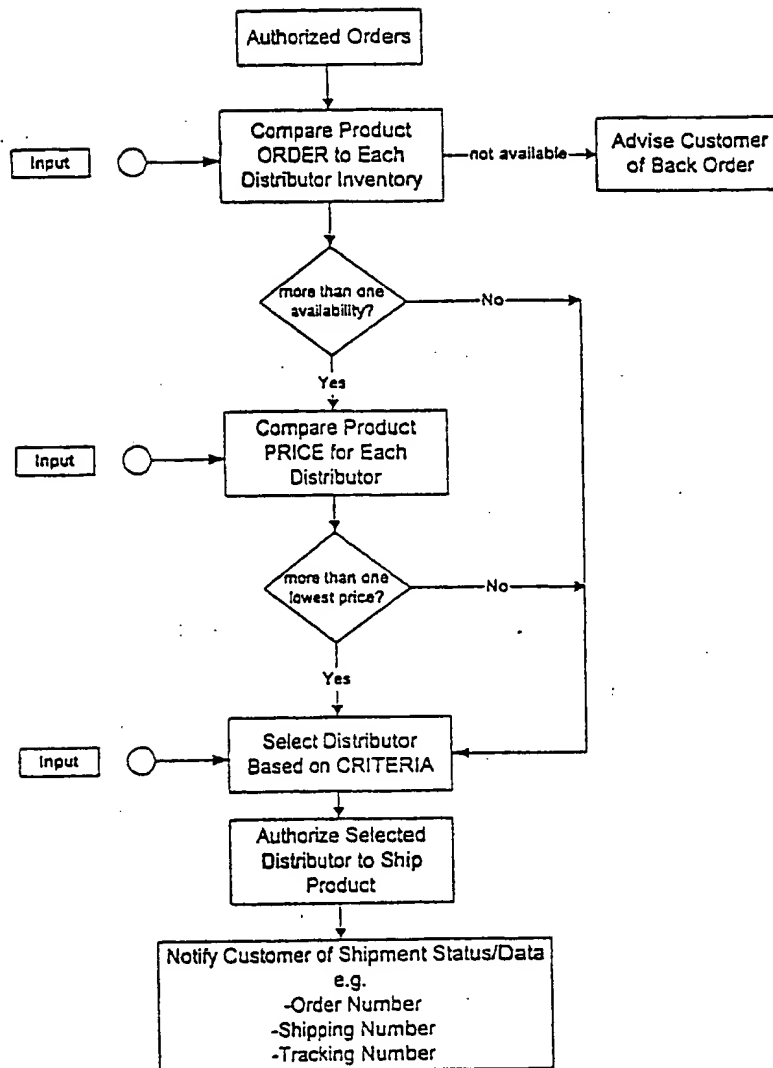 Authorized Orders
Compare Product
ORDER to Each
Distributor Inventory
Input
not available
Advise Customer
of Back Order
more than one
availability?
No
Yes
Compare Product
PRICE for Each
Distributor
Input
more than one
lowest price?
No
Yes
Select Distributor
Based on CRITERIA
Input
Authorize Selected
Distributor to Ship
Product
Notify Customer of Shipment Status/Data
e.g.
-Order Number
-Shipping Number
-Tracking Number